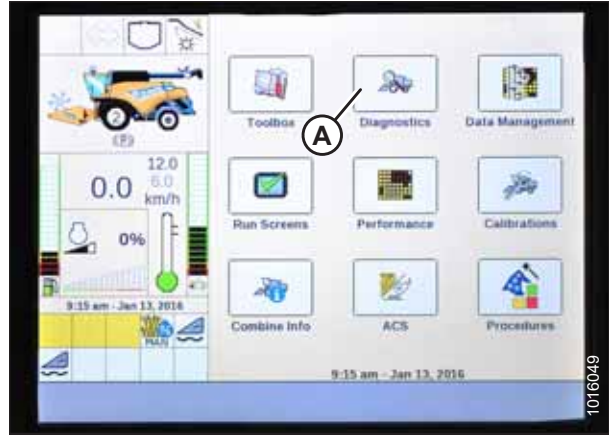 2
(P)
12.0
6.0
0.0
km/h
0%
9:15 am - Jan 13, 2016
MAN
Toolbox
Diagnostics
Data Management
A
Run Screens
Performance
Calibrations
Combine Info
ACS
Procedures
9:15 am - Jan 13, 2016
1016049